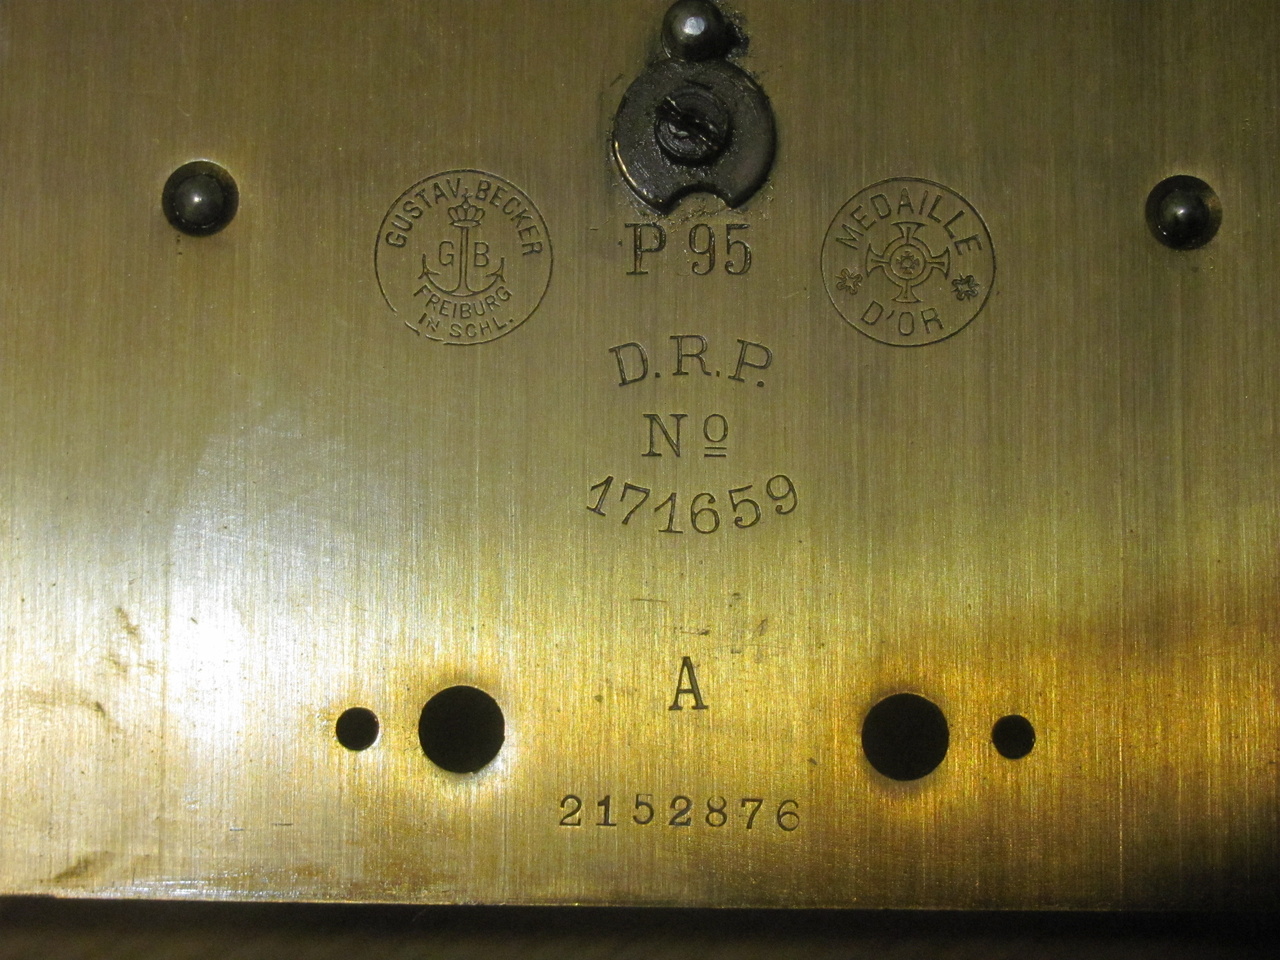 GUSTAV BECKER
G B
FREIBURG
IN SCHL.
P 95
MEDAILLE
D'OR
D.R.P.
Nº
171659
A
2152876